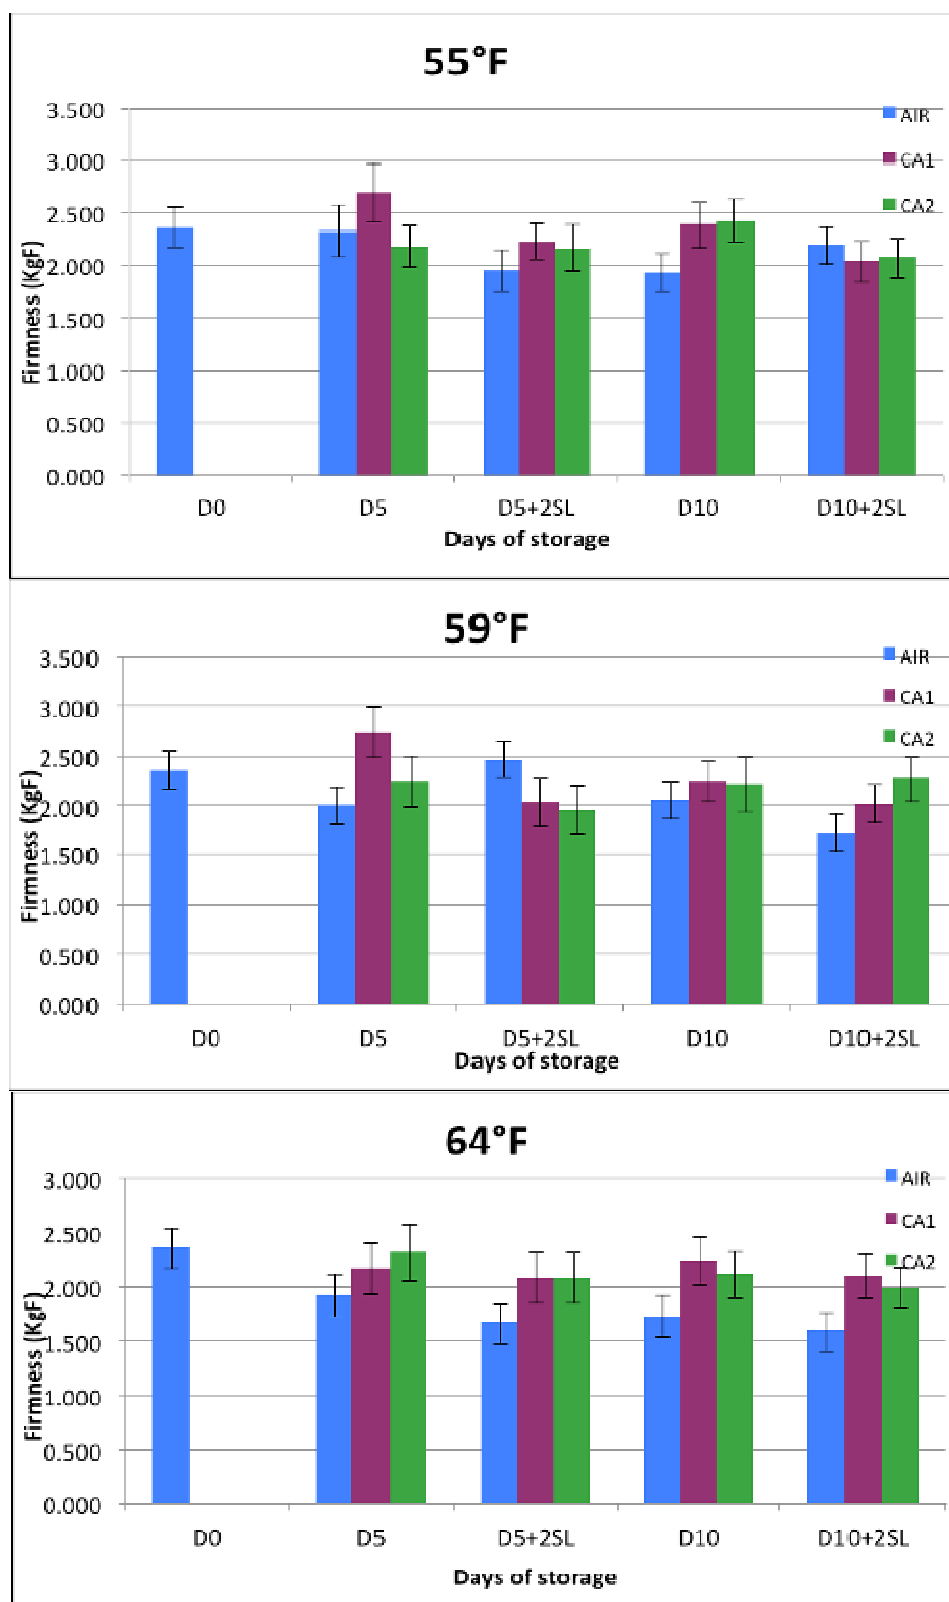 55°F
3.500
3.000
2.500
2.000
1.500
1.000
0.500
0.000
Firmness (KgF)
AIR
CA1
CA2
D0 D5 D5+2SL D10 D10+2SL
Days of storage
59°F
3.500
3.000
2.500
2.000
1.500
1.000
0.500
0.000
Firmness (KgF)
AIR
CA1
CA2
D0 D5 D5+2SL D10 D10+2SL
Days of storage
64°F
3.000
2.500
2.000
1.500
1.000
0.500
0.000
Firmness (KgF)
AIR
CA1
CA2
D0 D5 D5+2SL D10 D10+2SL
Days of storage